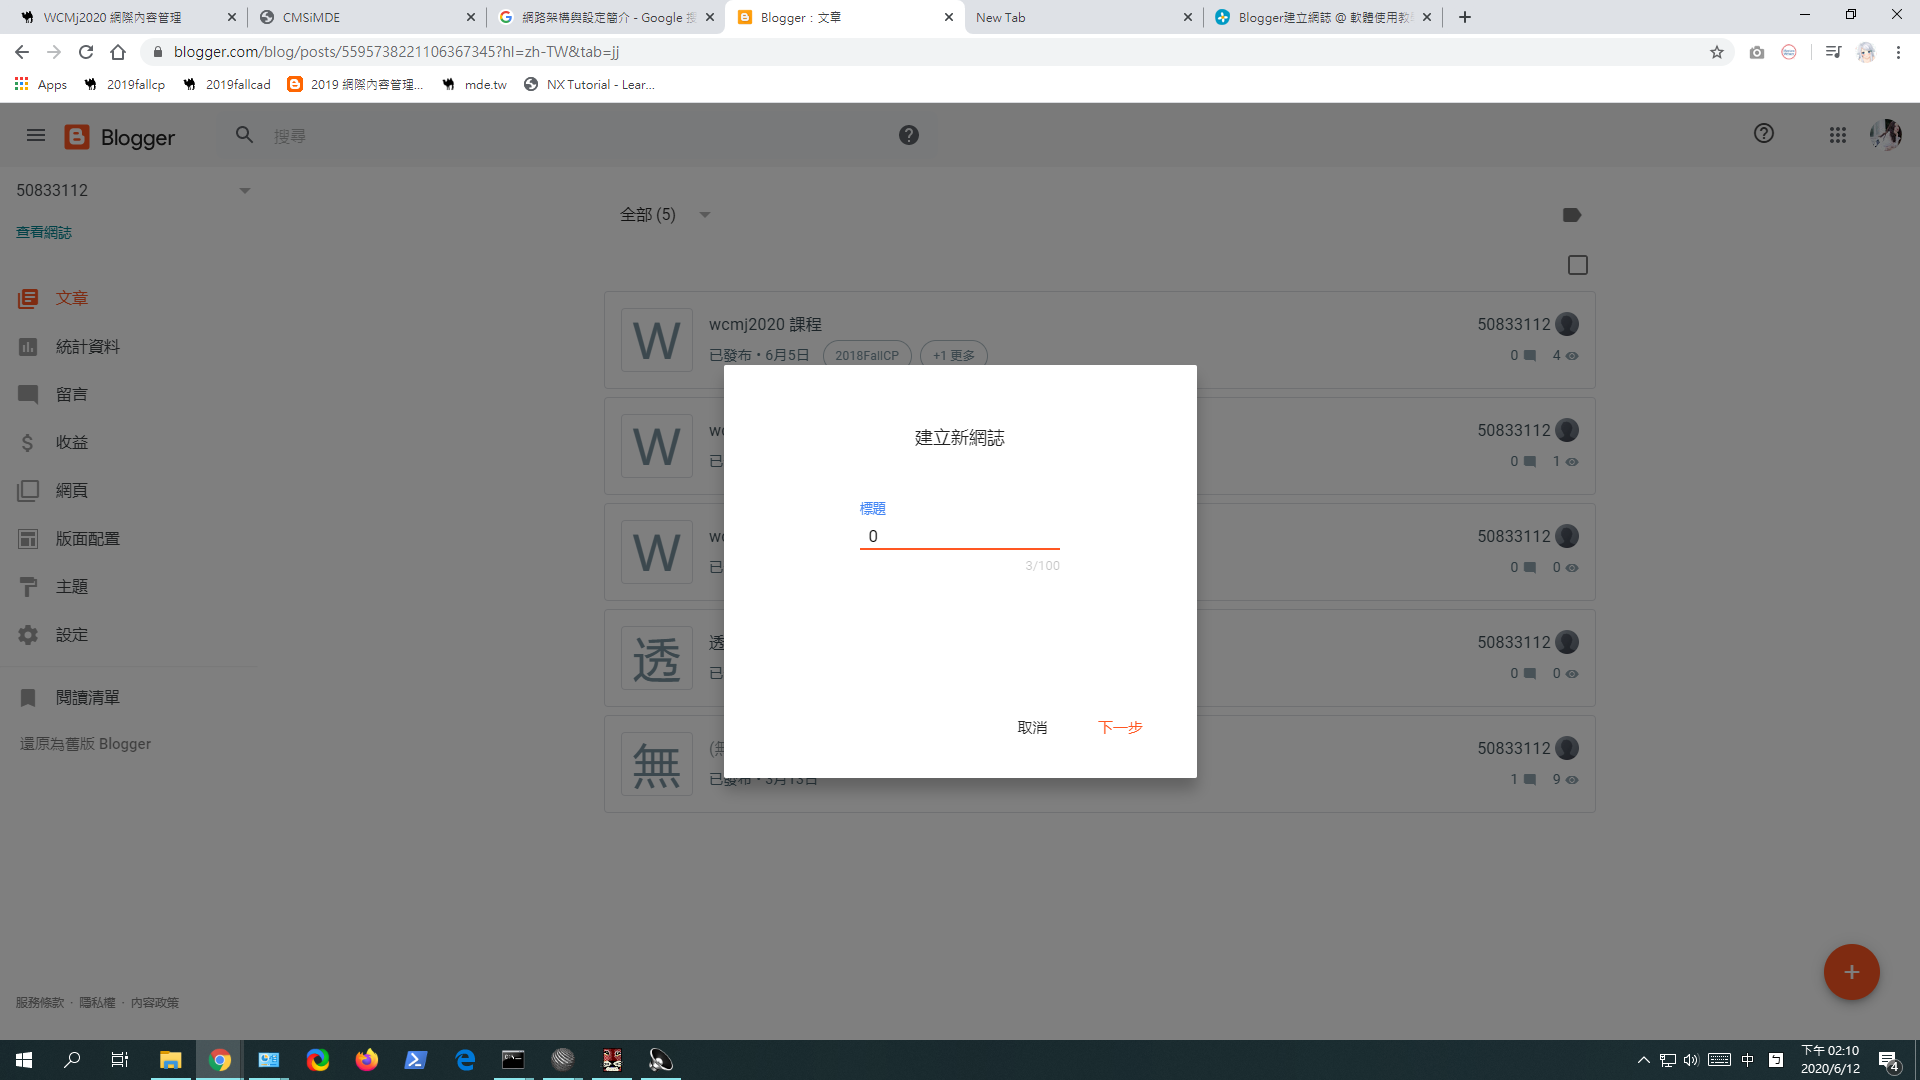 WCMj2020 網際內容管理
CMSiMDE
網路架構與設定簡介 - Google 搜
Blogger：文章
New Tab
Blogger建立網誌 @ 軟體使用教
blogger.com/blog/posts/5595738221106367345?hl=zh-TW&tab=jj
Apps
2019fallcp
2019fallcad
2019 網際內容管理...
mde.tw
NX Tutorial - Lear...
Blogger
搜尋
50833112
查看網誌
文章
統計資料
留言
收益
網頁
版面配置
主題
設定
閱讀清單
還原為舊版 Blogger
服務條款 · 隱私權 · 內容政策
全部 (5)
W
wcmj2020 課程
已發布・6月5日
2018FallCP
+1 更多
50833112
0
4
W
已
50833112
0
1
W
已
50833112
0
0
透
透
已
50833112
0
0
無
(無
已發布・3月13日
50833112
1
9
建立新網誌
標題
0
3/100
取消
下一步
中
下午 02:10
2020/6/12
4